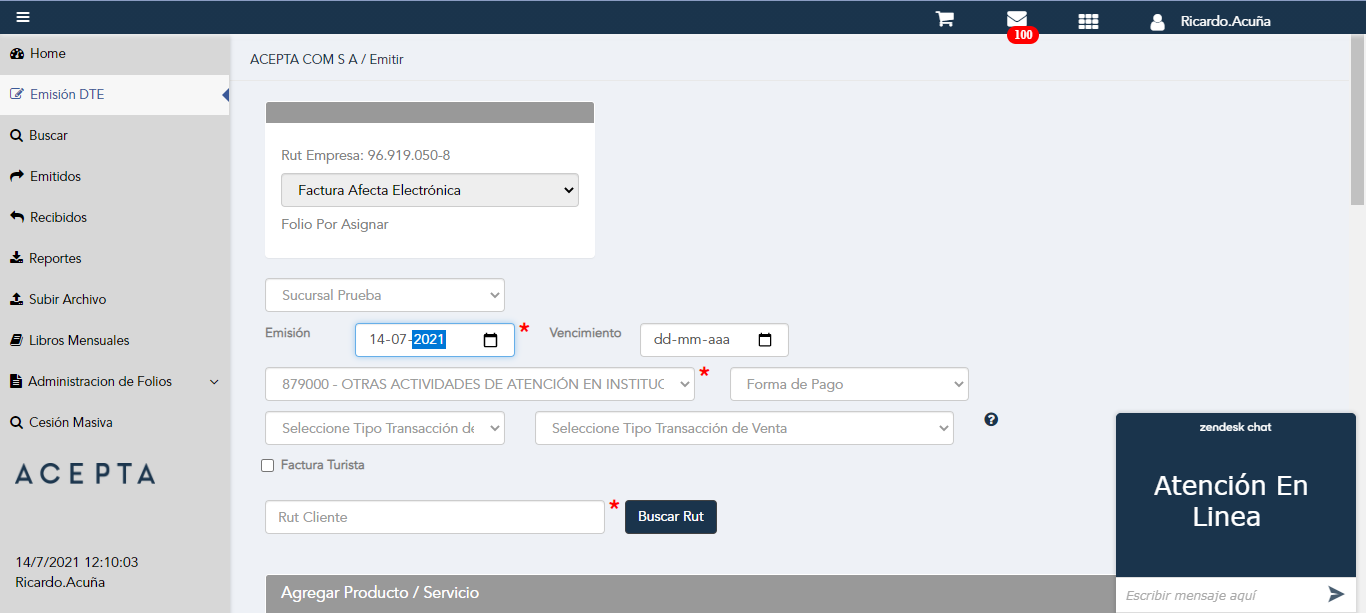 Ricardo.Acuña
100
Home
Emisión DTE
Buscar
Emitidos
Recibidos
Reportes
Subir Archivo
Libros Mensuales
Administracion de Folios
Cesión Masiva
ACEPTA
14/7/2021 12:10:03
Ricardo.Acuña
ACEPTA COM S A / Emitir
Rut Empresa: 96.919.050-8
Factura Afecta Electrónica
Folio Por Asignar
Sucursal Prueba
Emisión 14-07-2021 * Vencimiento dd-mm-aaa
879000 - OTRAS ACTIVIDADES DE ATENCIÓN EN INSTITUC * Forma de Pago
Seleccione Tipo Transacción de Seleccione Tipo Transacción de Venta ?
Factura Turista
Rut Cliente * Buscar Rut
Agregar Producto / Servicio
zendesk chat
Atención En
Linea
Escribir mensaje aquí